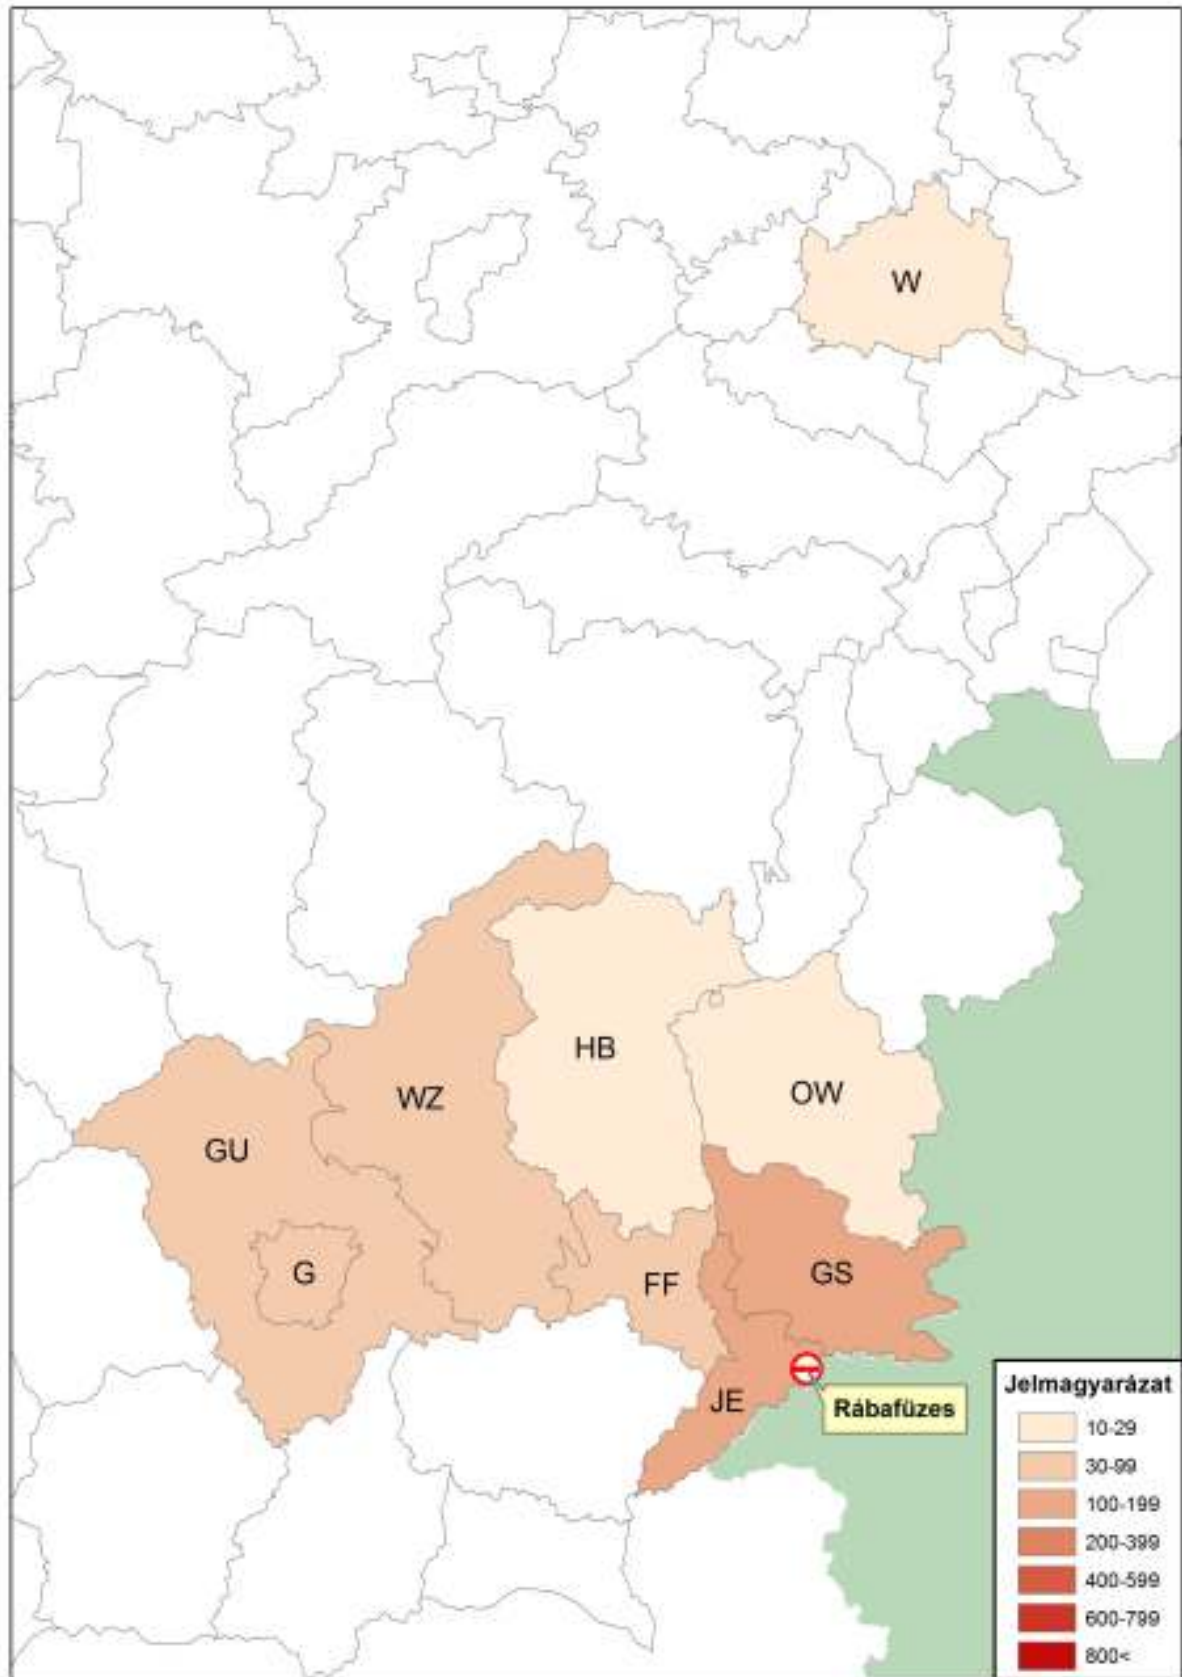 W
HB
WZ
OW
GU
G
FF
GS
JE
Rábafüzes
Jelmagyarázat
10-29
30-99
100-199
200-399
400-599
600-799
800<